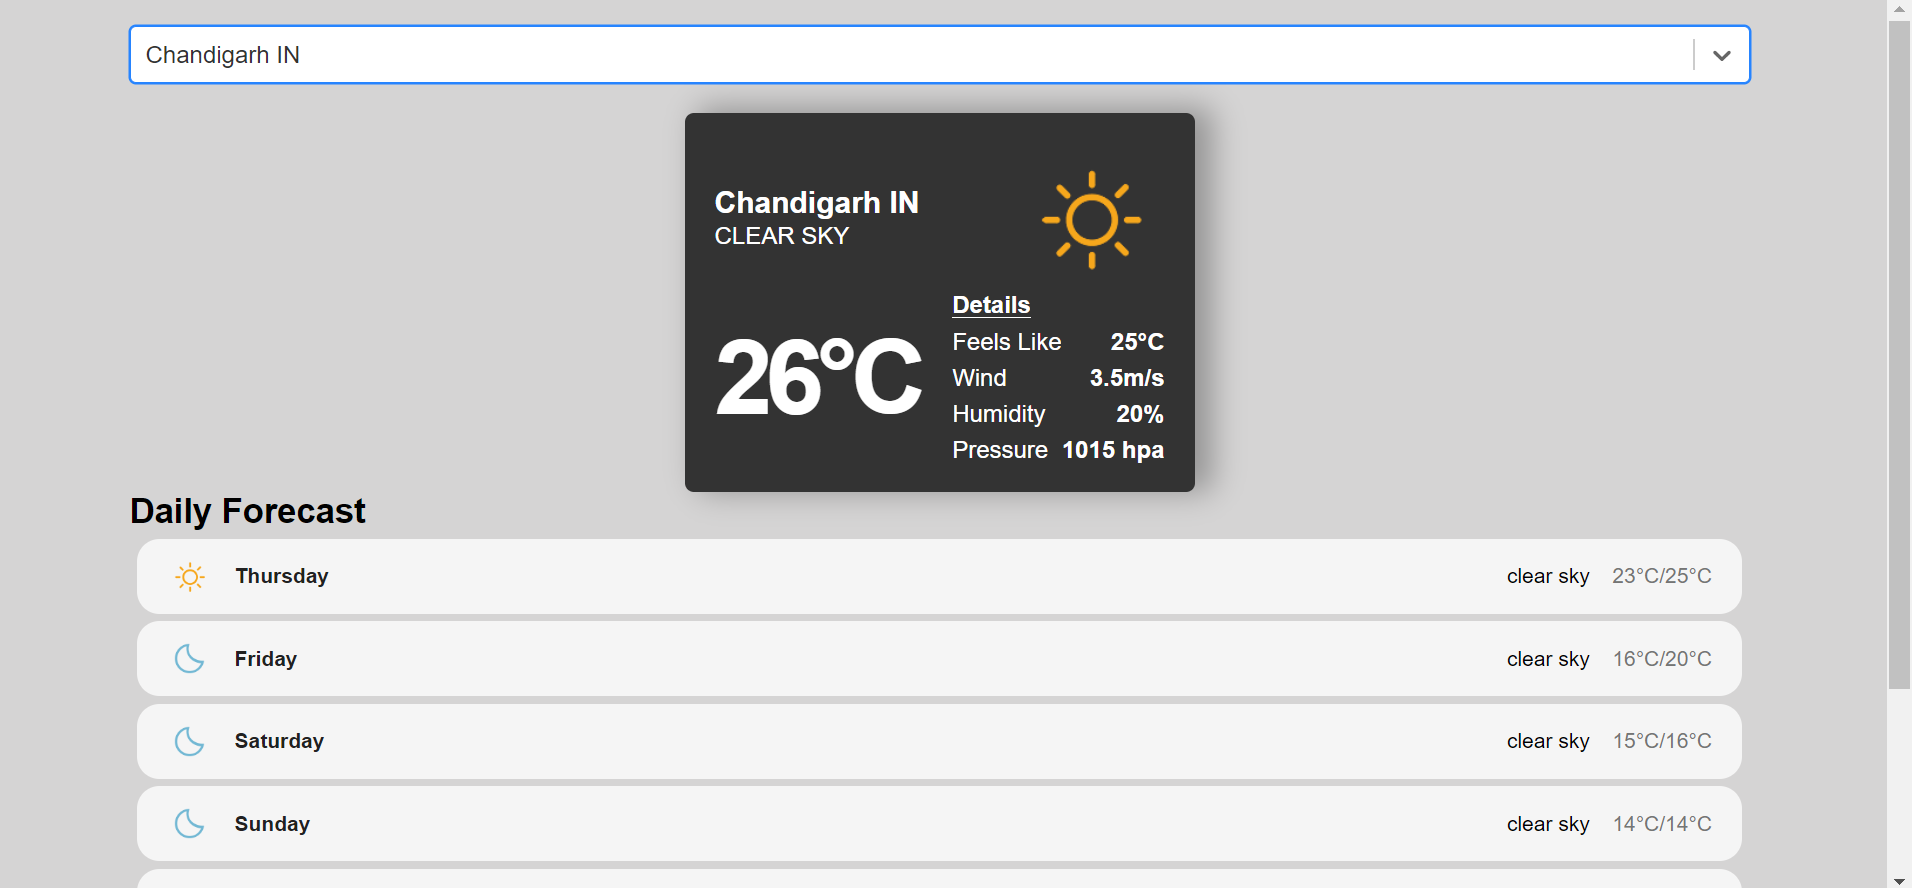 Chandigarh IN
Chandigarh IN
CLEAR SKY
26°C
Details
Feels Like 25°C
Wind 3.5m/s
Humidity 20%
Pressure 1015 hpa
Daily Forecast
Thursday clear sky 23°C/25°C
Friday clear sky 16°C/20°C
Saturday clear sky 15°C/16°C
Sunday clear sky 14°C/14°C